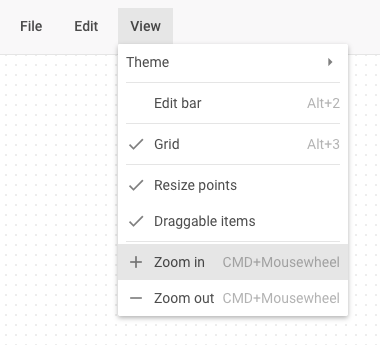 File Edit View
Theme
Edit bar Alt+2
Grid Alt+3
Resize points
Draggable items
Zoom in CMD+Mousewheel
Zoom out CMD+Mousewheel